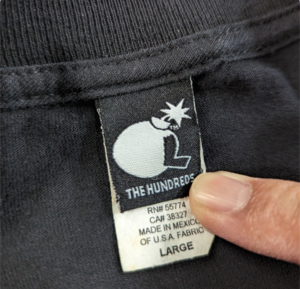 THE HUNDREDS
RN# 55774
CA# 38327
MADE IN MEXICO
OF U.S.A. FABRIC
LARGE